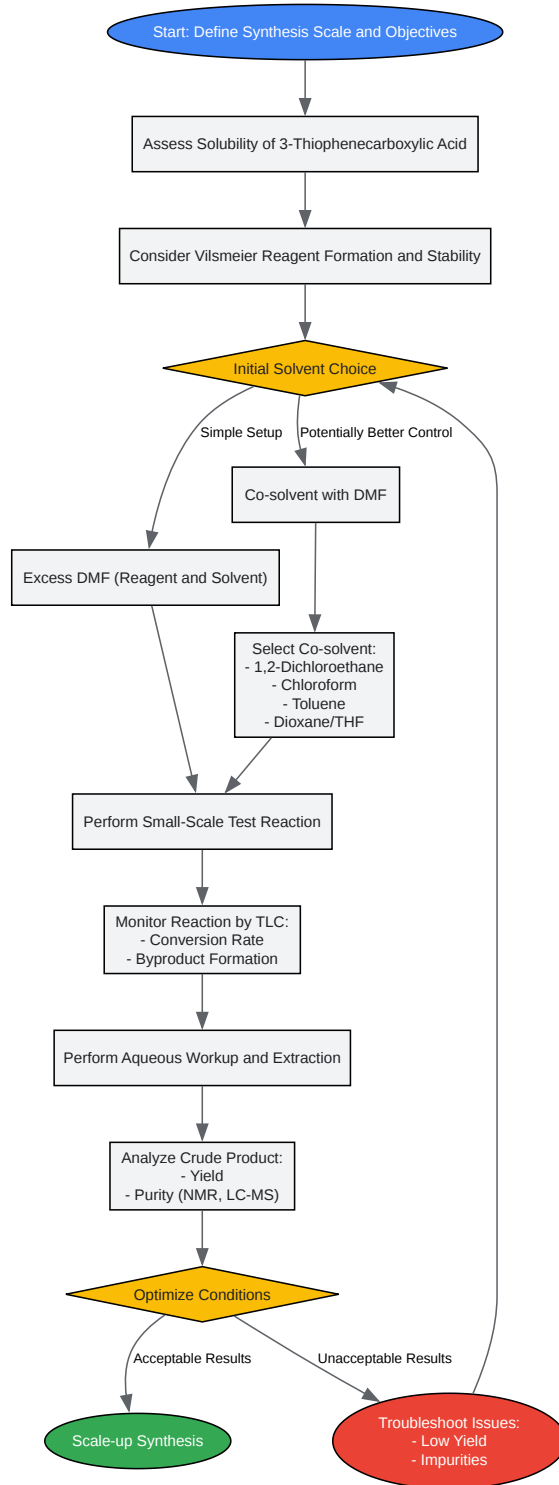 Start: Define Synthesis Scale and Objectives
Assess Solubility of 3-Thiophenecarboxylic Acid
Consider Vilsmeier Reagent Formation and Stability
Initial Solvent Choice
Simple Setup
Potentially Better Control
Co-solvent with DMF
Excess DMF (Reagent and Solvent)
Select Co-solvent:
- 1,2-Dichloroethane
- Chloroform
- Toluene
- Dioxane/THF
Perform Small-Scale Test Reaction
Monitor Reaction by TLC:
- Conversion Rate
- Byproduct Formation
Perform Aqueous Workup and Extraction
Analyze Crude Product:
- Yield
- Purity (NMR, LC-MS)
Optimize Conditions
Acceptable Results
Unacceptable Results
Scale-up Synthesis
Troubleshoot Issues:
- Low Yield
- Impurities